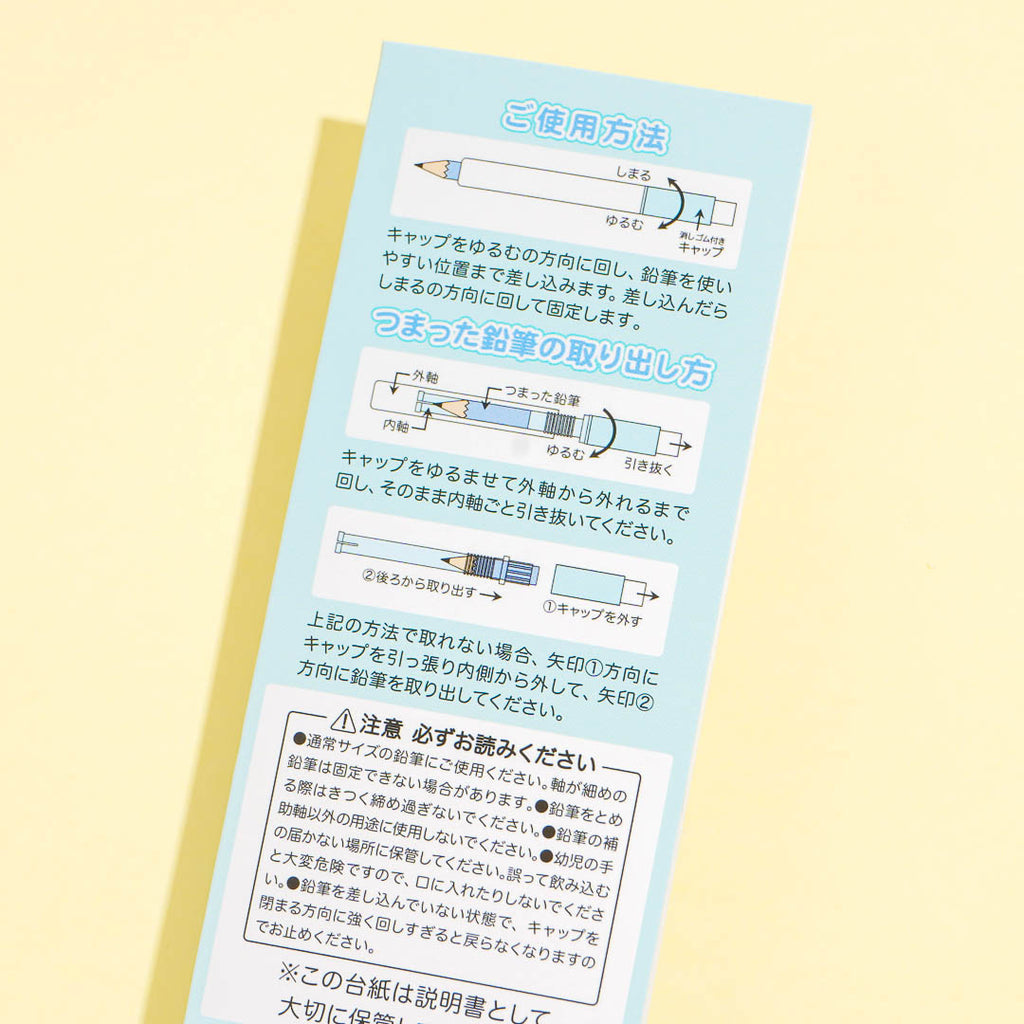 ご使用方法
しまる
ゆるむ
消しゴム付き
キャップ
キャップをゆるむの方向に回し、鉛筆を使い
やすい位置まで差し込みます。差し込んだら
しまるの方向に回して固定します。
つまった鉛筆の取り出し方
外軸
つまった鉛筆
内軸
ゆるむ
引き抜く
キャップをゆるませて外軸から外れるまで
回し、そのまま内軸ごと引き抜いてください。
②後ろから取り出す
①キャップを外す
上記の方法で取れない場合、矢印①方向に
キャップを引っ張り内側から外して、矢印②
方向に鉛筆を取り出してください。
注意 必ずお読みください
●通常サイズの鉛筆にご使用ください。軸が細めの
鉛筆は固定できない場合があります。●鉛筆をとめ
る際はきつく締め過ぎないでください。●鉛筆の補
助軸以外の用途に使用しないでください。●幼児の手
の届かない場所に保管してください。誤って飲み込む
と大変危険ですので、口に入れたりしないでくださ
い。●鉛筆を差し込んでいない状態で、キャップを
閉まる方向に強く回しすぎると戻らなくなりますの
でお止めください。
※この台紙は説明書として
大切に保管し